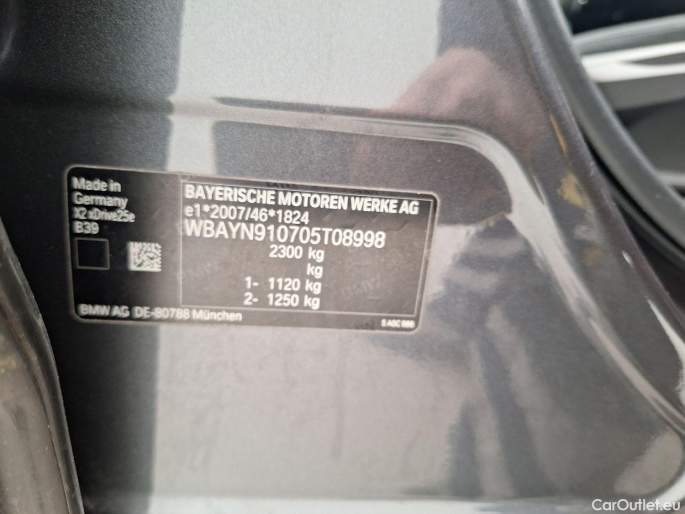 Made in
Germany
X2 xDrive25e
B39
BAYERISCHE MOTOREN WERKE AG
e1*2007/46*1824
WBAYN910705T08998
2300 kg
kg
1- 1120 kg
2- 1250 kg
BMW AG DE-80788 München
CarOutlet.eu